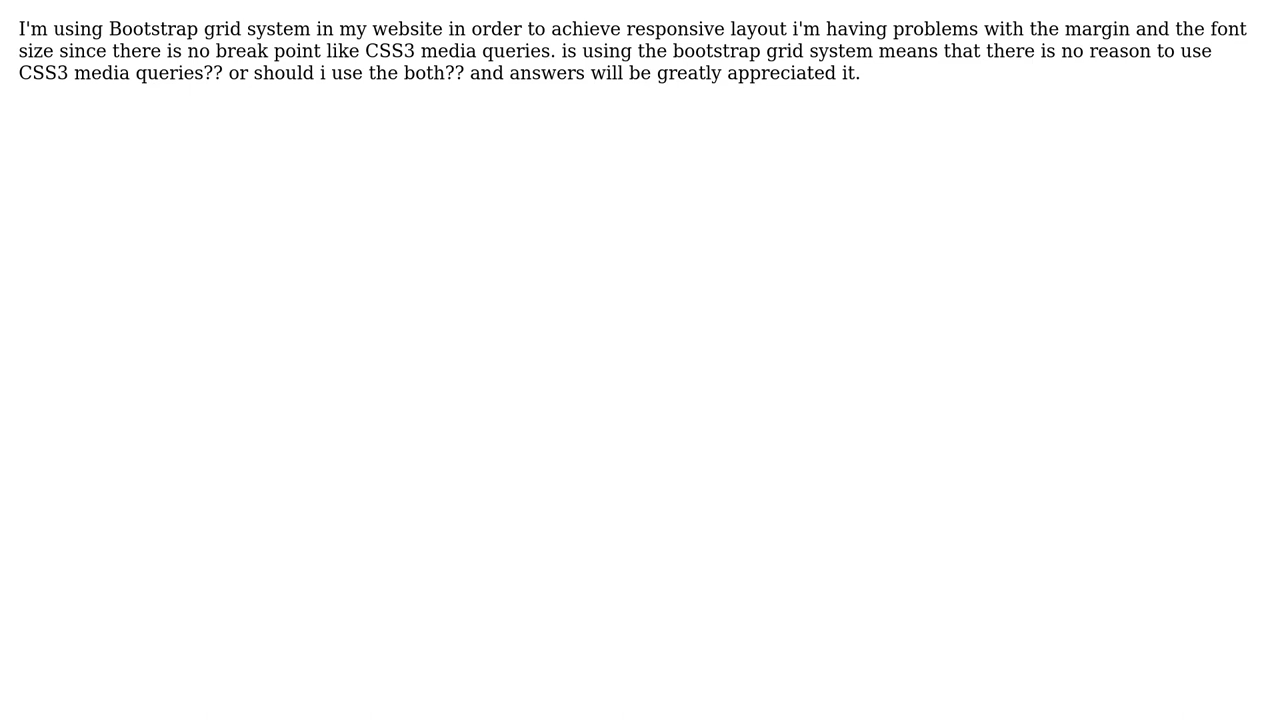 I'm using Bootstrap grid system in my website in order to achieve responsive layout i'm having problems with the margin and the font
size since there is no break point like CSS3 media queries. is using the bootstrap grid system means that there is no reason to use
CSS3 media queries?? or should i use the both?? and answers will be greatly appreciated it.